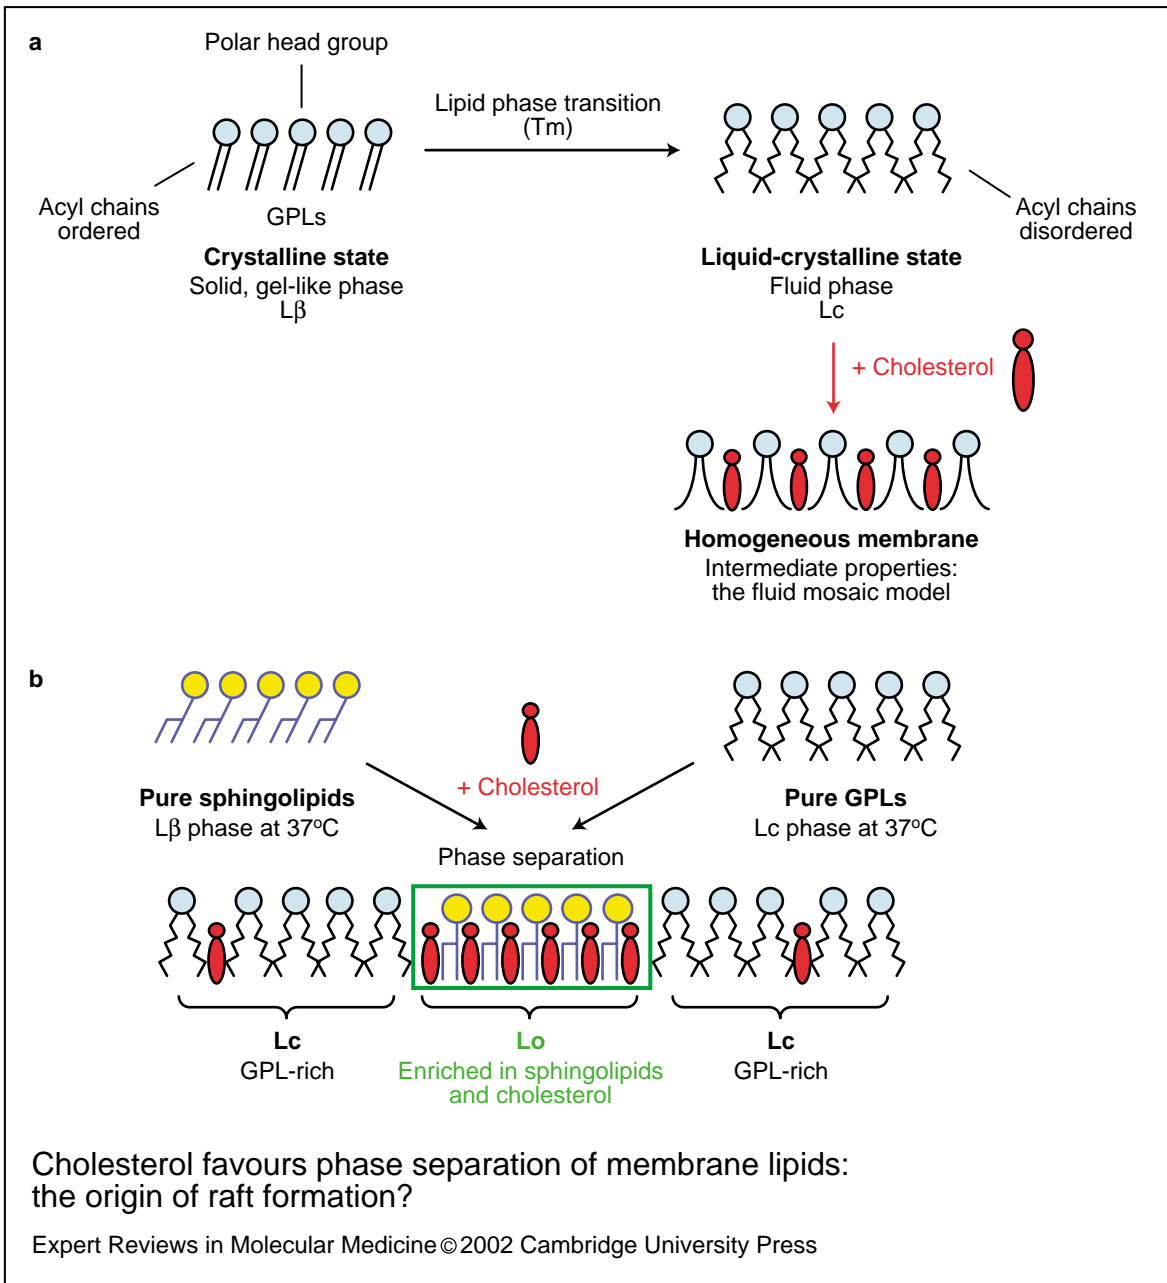 a
Polar head group
Lipid phase transition
(Tm)
Acyl chains
ordered
GPLs
Acyl chains
disordered
Crystalline state
Solid, gel-like phase
Lβ
Liquid-crystalline state
Fluid phase
Lc
+ Cholesterol
Homogeneous membrane
Intermediate properties:
the fluid mosaic model
b
+ Cholesterol
Pure sphingolipids
Lβ phase at 37ºC
Pure GPLs
Lc phase at 37ºC
Phase separation
Lc
GPL-rich
Lo
Enriched in sphingolipids
and cholesterol
Lc
GPL-rich
Cholesterol favours phase separation of membrane lipids:
the origin of raft formation?
Expert Reviews in Molecular Medicine © 2002 Cambridge University Press